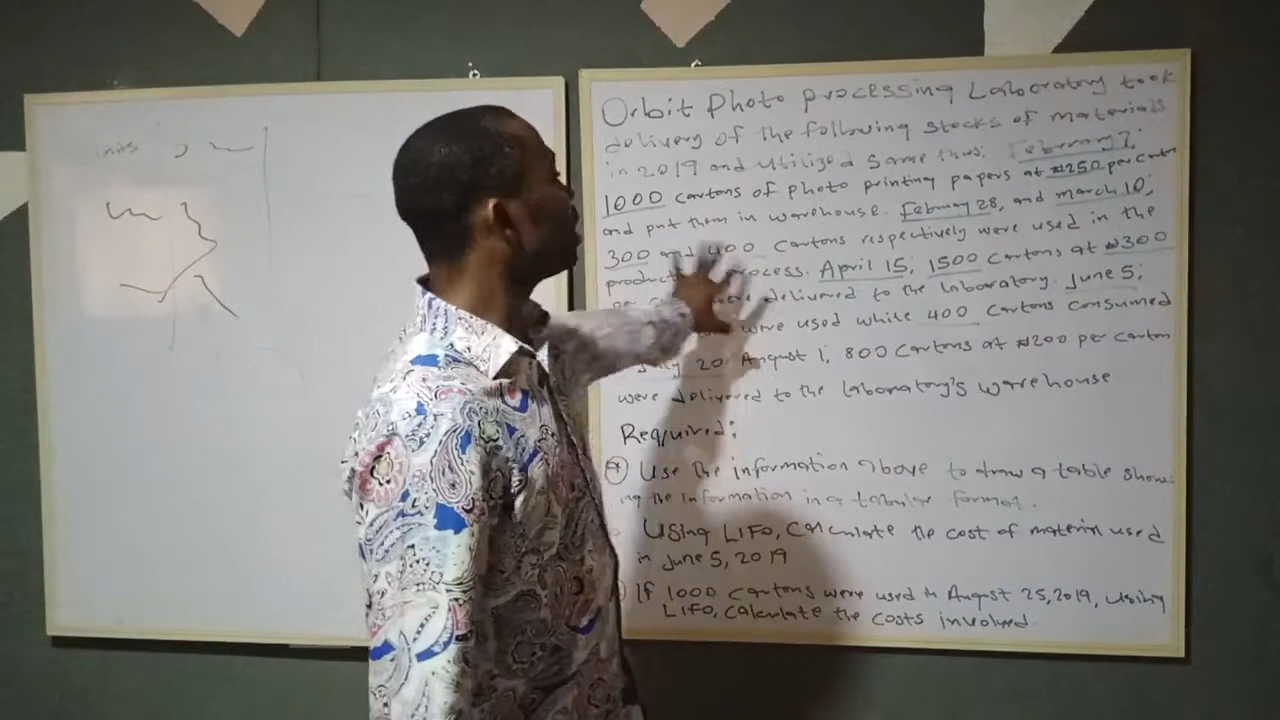 Orbit Photo processing Laboratory took
delivery of the following stocks of materials
in 2019 and utilized same thus:
1000 cartons of photo printing papers at ₦250 per carton
and put them in warehouse. February 28, and march 10;
300 and 400 cartons respectively were used in the
process. April 15, 1500 cartons at ₦300
were delivered to the laboratory. June 5;
were used while 400 cartons consumed
20 August 1, 800 cartons at ₦200 per carton
were delivered to the laboratory's warehouse
Required:
Use the information above to draw a table show
ing the information in a tabular format.
Using LIFO, calculate the cost of material used
in June 5, 2019
If 1000 cartons were used in August 25, 2019, using
LIFO, calculate the costs involved.